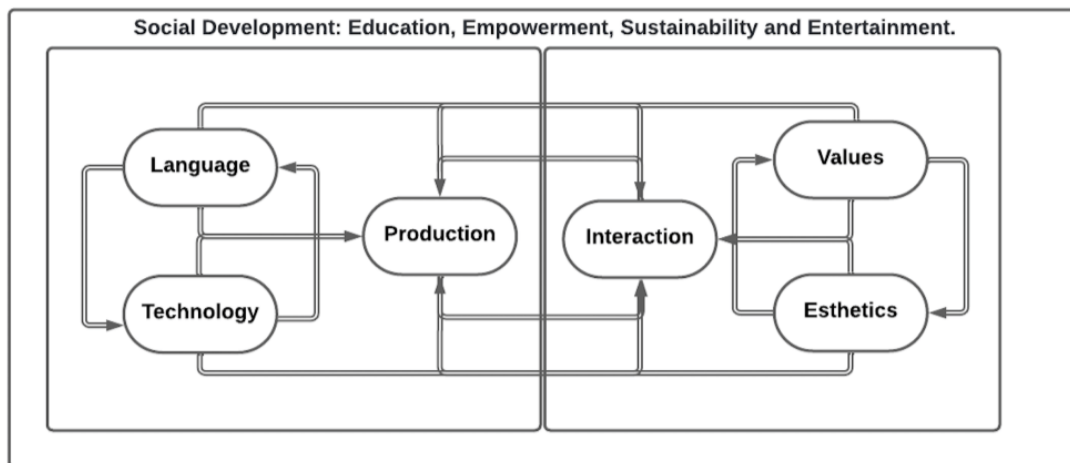 Social Development: Education, Empowerment, Sustainability and Entertainment.
Language
Values
Production
Interaction
Technology
Esthetics